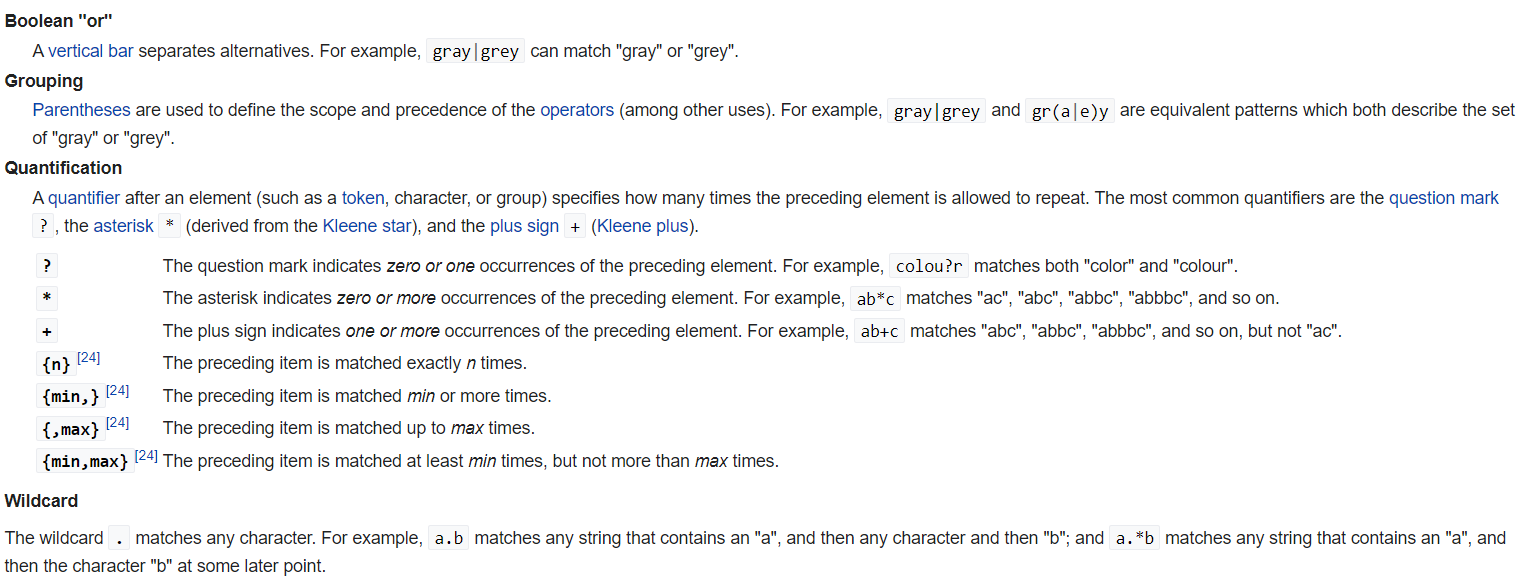 Boolean "or"
A vertical bar separates alternatives. For example, gray|grey can match "gray" or "grey".
Grouping
Parentheses are used to define the scope and precedence of the operators (among other uses). For example, gray|grey and gr(a|e)y are equivalent patterns which both describe the set
of "gray" or "grey".
Quantification
A quantifier after an element (such as a token, character, or group) specifies how many times the preceding element is allowed to repeat. The most common quantifiers are the question mark
?, the asterisk * (derived from the Kleene star), and the plus sign + (Kleene plus).
? The question mark indicates zero or one occurrences of the preceding element. For example, colou?r matches both "color" and "colour".
* The asterisk indicates zero or more occurrences of the preceding element. For example, ab*c matches "ac", "abc", "abbc", "abbbc", and so on.
+ The plus sign indicates one or more occurrences of the preceding element. For example, ab+c matches "abc", "abbc", "abbbc", and so on, but not "ac".
{n} [24] The preceding item is matched exactly n times.
{min,} [24] The preceding item is matched min or more times.
{,max} [24] The preceding item is matched up to max times.
{min,max} [24] The preceding item is matched at least min times, but not more than max times.
Wildcard
The wildcard . matches any character. For example, a.b matches any string that contains an "a", and then any character and then "b"; and a.*b matches any string that contains an "a", and
then the character "b" at some later point.